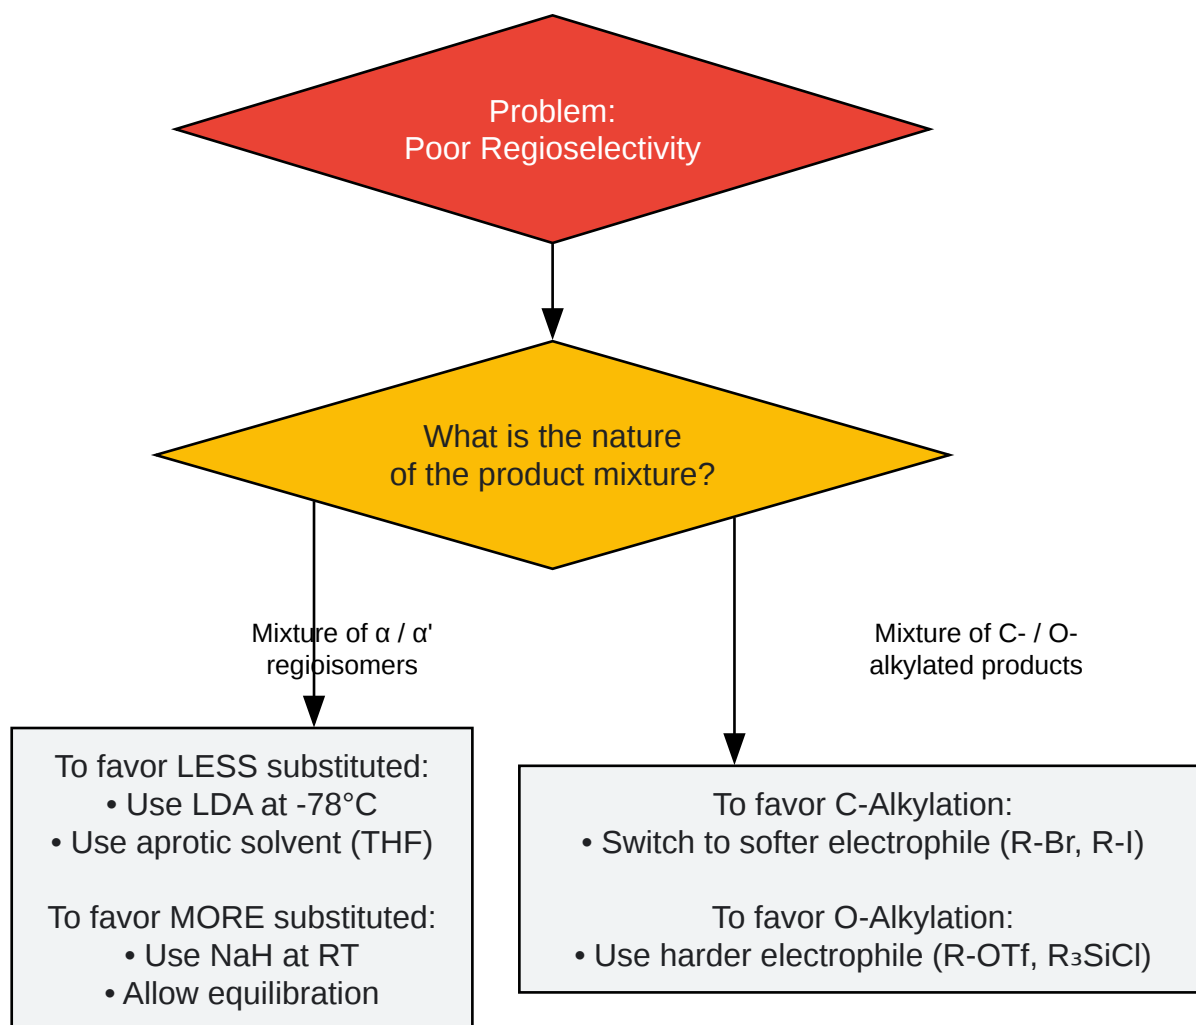 Problem:
Poor Regioselectivity
What is the nature
of the product mixture?
Mixture of α / α'
regioisomers
Mixture of C- / O-
alkylated products
To favor LESS substituted:
• Use LDA at -78°C
• Use aprotic solvent (THF)
To favor MORE substituted:
• Use NaH at RT
• Allow equilibration
To favor C-Alkylation:
• Switch to softer electrophile (R-Br, R-I)
To favor O-Alkylation:
• Use harder electrophile (R-OTf, R₃SiCl)